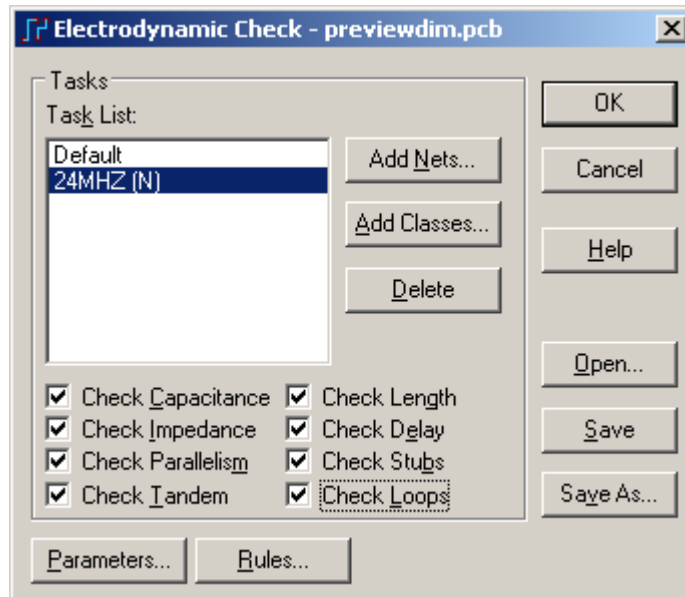 Electrodynamic Check - previewdim.pcb
Tasks
Task List:
Default
24MHZ (N)
Add Nets...
Add Classes...
Delete
OK
Cancel
Help
Open...
Save
Save As...
Check Capacitance
Check Length
Check Impedance
Check Delay
Check Parallelism
Check Stubs
Check Tandem
Check Loops
Parameters...
Rules...